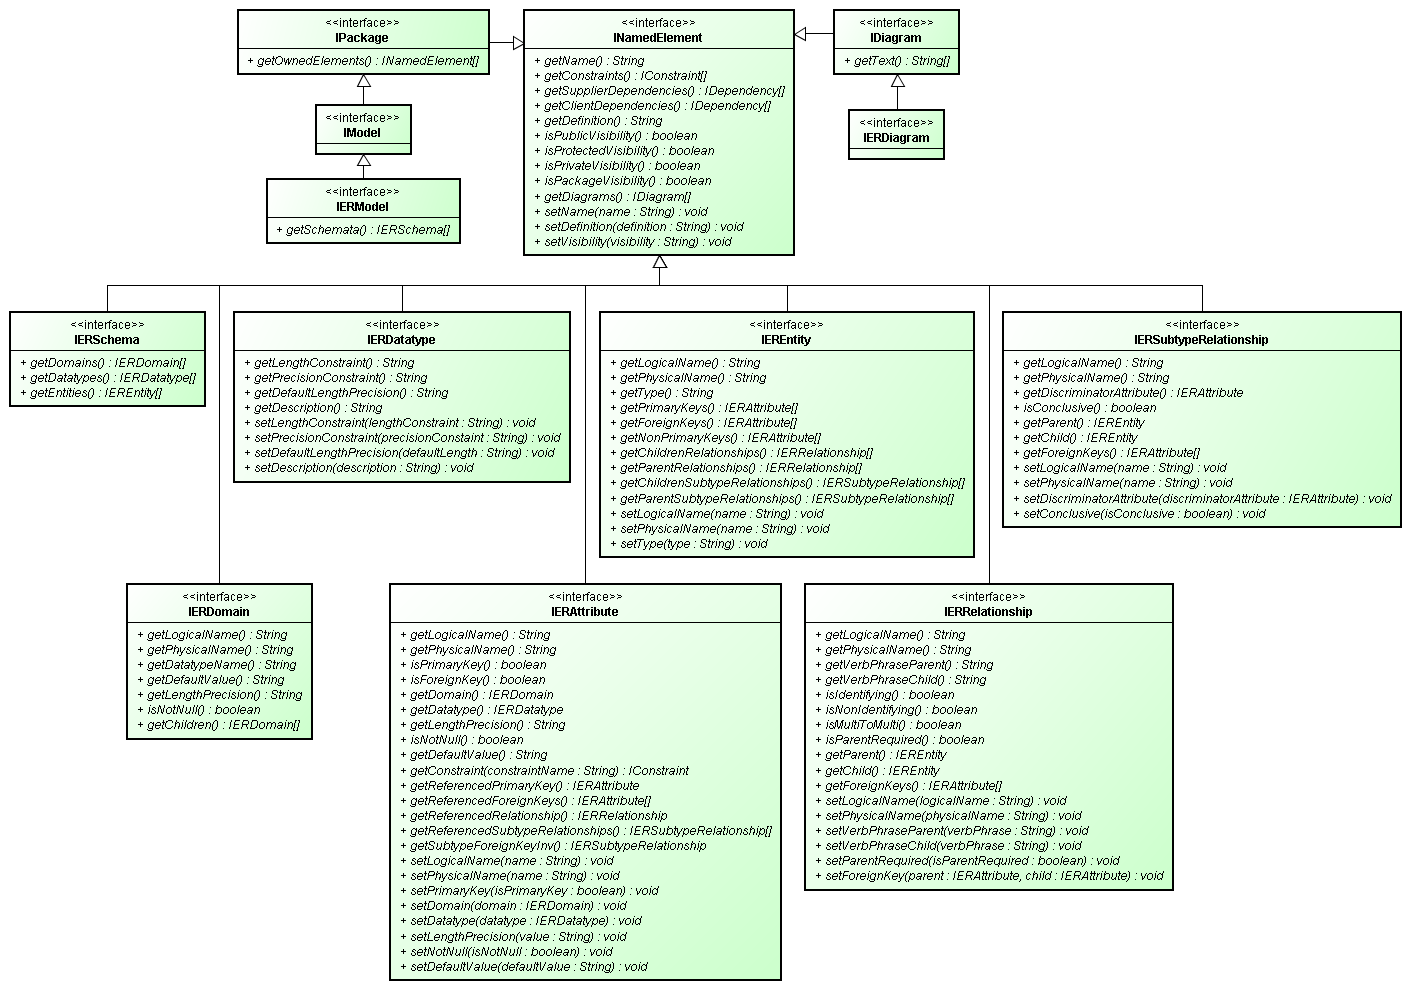 <<interface>>
IPackage
+ getOwnedElements() : INamedElement[]
<<interface>>
IModel
<<interface>>
IERModel
+ getSchemata() : IERSchema[]
<<interface>>
INamedElement
+ getName() : String
+ getConstraints() : IConstraint[]
+ getSupplierDependencies() : IDependency[]
+ getClientDependencies() : IDependency[]
+ getDefinition() : String
+ isPublicVisibility() : boolean
+ isProtectedVisibility() : boolean
+ isPrivateVisibility() : boolean
+ isPackageVisibility() : boolean
+ getDiagrams() : IDiagram[]
+ setName(name : String) : void
+ setDefinition(definition : String) : void
+ setVisibility(visibility : String) : void
<<interface>>
IDiagram
+ getText() : String[]
<<interface>>
IERDiagram
<<interface>>
IERSchema
+ getDomains() : IERDomain[]
+ getDatatypes() : IERDatatype[]
+ getEntities() : IEREntity[]
<<interface>>
IERDatatype
+ getLengthConstraint() : String
+ getPrecisionConstraint() : String
+ getDefaultLengthPrecision() : String
+ getDescription() : String
+ setLengthConstraint(lengthConstraint : String) : void
+ setPrecisionConstraint(precisionConstaint : String) : void
+ setDefaultLengthPrecision(defaultLength : String) : void
+ setDescription(description : String) : void
<<interface>>
IEREntity
+ getLogicalName() : String
+ getPhysicalName() : String
+ getType() : String
+ getPrimaryKeys() : IERAttribute[]
+ getForeignKeys() : IERAttribute[]
+ getNonPrimaryKeys() : IERAttribute[]
+ getChildrenRelationships() : IERRelationship[]
+ getParentRelationships() : IERRelationship[]
+ getChildrenSubtypeRelationships() : IERSubtypeRelationship[]
+ getParentSubtypeRelationships() : IERSubtypeRelationship[]
+ setLogicalName(name : String) : void
+ setPhysicalName(name : String) : void
+ setType(type : String) : void
<<interface>>
IERSubtypeRelationship
+ getLogicalName() : String
+ getPhysicalName() : String
+ getDiscriminatorAttribute() : IERAttribute
+ isConclusive() : boolean
+ getParent() : IEREntity
+ getChild() : IEREntity
+ getForeignKeys() : IERAttribute[]
+ setLogicalName(name : String) : void
+ setPhysicalName(name : String) : void
+ setDiscriminatorAttribute(discriminatorAttribute : IERAttribute) : void
+ setConclusive(isConclusive : boolean) : void
<<interface>>
IERDomain
+ getLogicalName() : String
+ getPhysicalName() : String
+ getDatatypeName() : String
+ getDefaultValue() : String
+ getLengthPrecision() : String
+ isNotNull() : boolean
+ getChildren() : IERDomain[]
<<interface>>
IERAttribute
+ getLogicalName() : String
+ getPhysicalName() : String
+ isPrimaryKey() : boolean
+ isForeignKey() : boolean
+ getDomain() : IERDomain
+ getDatatype() : IERDatatype
+ getLengthPrecision() : String
+ isNotNull() : boolean
+ getDefaultValue() : String
+ getConstraint(constraintName : String) : IConstraint
+ getReferencedPrimaryKey() : IERAttribute
+ getReferencedForeignKeys() : IERAttribute[]
+ getReferencedRelationship() : IERRelationship
+ getReferencedSubtypeRelationships() : IERSubtypeRelationship[]
+ getSubtypeForeignKeyInv() : IERSubtypeRelationship
+ setLogicalName(name : String) : void
+ setPhysicalName(name : String) : void
+ setPrimaryKey(isPrimaryKey : boolean) : void
+ setDomain(domain : IERDomain) : void
+ setDatatype(datatype : IERDatatype) : void
+ setLengthPrecision(value : String) : void
+ setNotNull(isNotNull : boolean) : void
+ setDefaultValue(defaultValue : String) : void
<<interface>>
IERRelationship
+ getLogicalName() : String
+ getPhysicalName() : String
+ getVerbPhraseParent() : String
+ getVerbPhraseChild() : String
+ isIdentifying() : boolean
+ isNonIdentifying() : boolean
+ isMultiToMulti() : boolean
+ isParentRequired() : boolean
+ getParent() : IEREntity
+ getChild() : IEREntity
+ getForeignKeys() : IERAttribute[]
+ setLogicalName(logicalName : String) : void
+ setPhysicalName(physicalName : String) : void
+ setVerbPhraseParent(verbPhrase : String) : void
+ setVerbPhraseChild(verbPhrase : String) : void
+ setParentRequired(isParentRequired : boolean) : void
+ setForeignKey(parent : IERAttribute, child : IERAttribute) : void